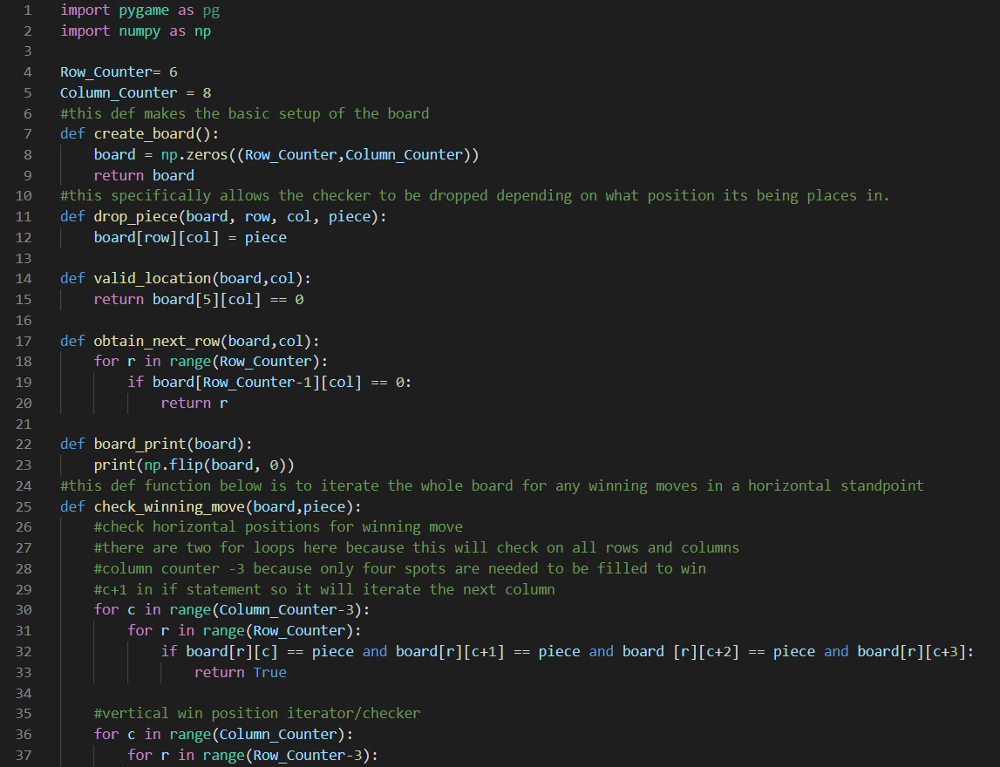 1 import pygame as pg
2 import numpy as np
3
4 Row_Counter= 6
5 Column_Counter = 8
6 #this def makes the basic setup of the board
7 def create_board():
8     board = np.zeros((Row_Counter,Column_Counter))
9     return board
10 #this specifically allows the checker to be dropped depending on what position its being places in.
11 def drop_piece(board, row, col, piece):
12     board[row][col] = piece
13
14 def valid_location(board,col):
15     return board[5][col] == 0
16
17 def obtain_next_row(board,col):
18     for r in range(Row_Counter):
19         if board[Row_Counter-1][col] == 0:
20             return r
21
22 def board_print(board):
23     print(np.flip(board, 0))
24 #this def function below is to iterate the whole board for any winning moves in a horizontal standpoint
25 def check_winning_move(board,piece):
26     #check horizontal positions for winning move
27     #there are two for loops here because this will check on all rows and columns
28     #column counter -3 because only four spots are needed to be filled to win
29     #c+1 in if statement so it will iterate the next column
30     for c in range(Column_Counter-3):
31         for r in range(Row_Counter):
32             if board[r][c] == piece and board[r][c+1] == piece and board [r][c+2] == piece and board[r][c+3]:
33                 return True
34
35     #vertical win position iterator/checker
36     for c in range(Column_Counter):
37         for r in range(Row_Counter-3):